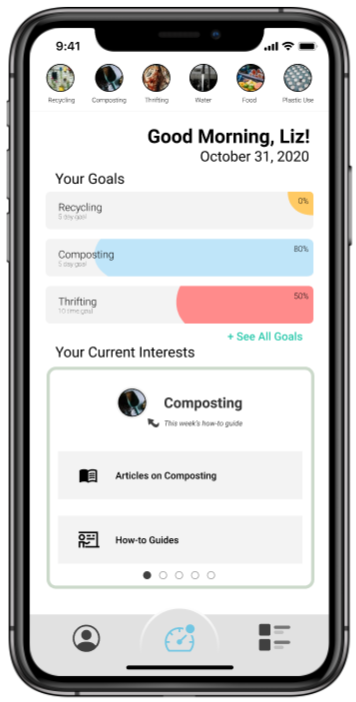 9:41
Recycling Composting Thrifting Water Food Plastic Use
Good Morning, Liz!
October 31, 2020
Your Goals
Recycling 0%
5 day goal
Composting 80%
5 day goal
Thrifting 50%
10 time goal
+ See All Goals
Your Current Interests
Composting
This week's how-to guide
Articles on Composting
How-to Guides